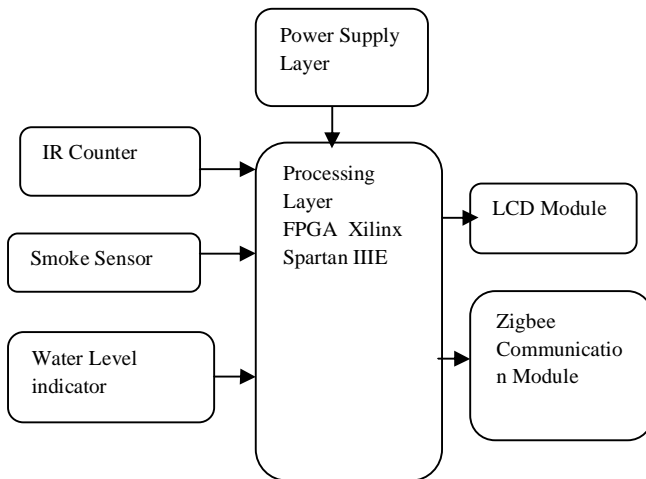 Power Supply
Layer
IR Counter
Processing
Layer
FPGA Xilinx
Spartan IIIE
LCD Module
Smoke Sensor
Zigbee
Communicatio
n Module
Water Level
indicator